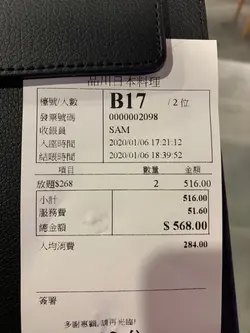 品川日本料理
檯號/人數 B17 / 2 位
發票號碼 0000002098
收銀員 SAM
入座時間 2020/01/06 17:21:12
結賬時間 2020/01/06 18:39:52
項目 數量 金額
放題$268 2 516.00
小計 516.00
服務費 51.60
總金額 $ 568.00
人均消費 284.00
簽署
多謝惠顧,請再光臨!